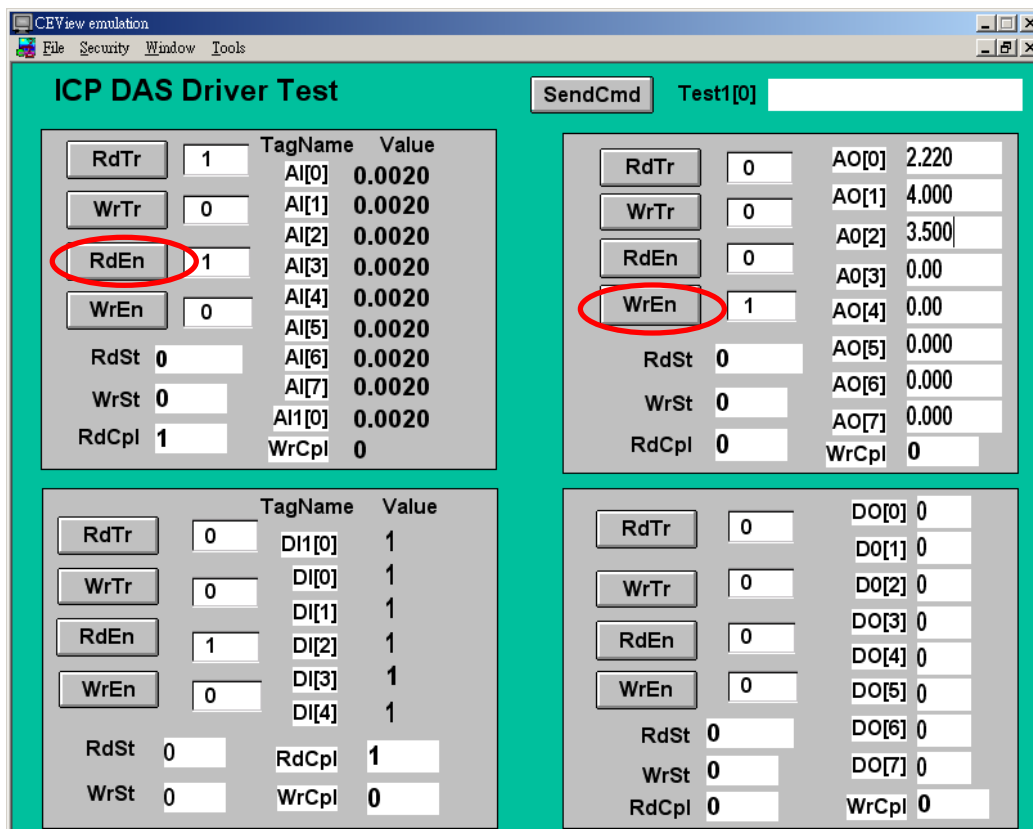 CEView emulation
File Security Window Tools
ICP DAS Driver Test
SendCmd Test1[0]
TagName Value
RdTr 1
AI[0] 0.0020
WrTr 0
AI[1] 0.0020
AI[2] 0.0020
RdEn 1
AI[3] 0.0020
AI[4] 0.0020
WrEn 0
AI[5] 0.0020
RdSt 0
AI[6] 0.0020
AI[7] 0.0020
WrSt 0
AI1[0] 0.0020
RdCpl 1
WrCpl 0
RdTr 0
AO[0] 2.220
WrTr 0
AO[1] 4.000
A0[2] 3.500
RdEn 0
A0[3] 0.00
WrEn 1
AO[4] 0.00
AO[5] 0.000
RdSt 0
AO[6] 0.000
WrSt 0
AO[7] 0.000
RdCpl 0
WrCpl 0
TagName Value
RdTr 0
DI1[0] 1
DI[0] 1
WrTr 0
DI[1] 1
RdEn 1
DI[2] 1
DI[3] 1
WrEn 0
DI[4] 1
RdSt 0
RdCpl 1
WrSt 0
WrCpl 0
DO[0] 0
RdTr 0
D0[1] 0
D0[2] 0
WrTr 0
DO[3] 0
RdEn 0
DO[4] 0
WrEn 0
DO[5] 0
DO[6] 0
RdSt 0
DO[7] 0
WrSt 0
RdCpl 0
WrCpl 0